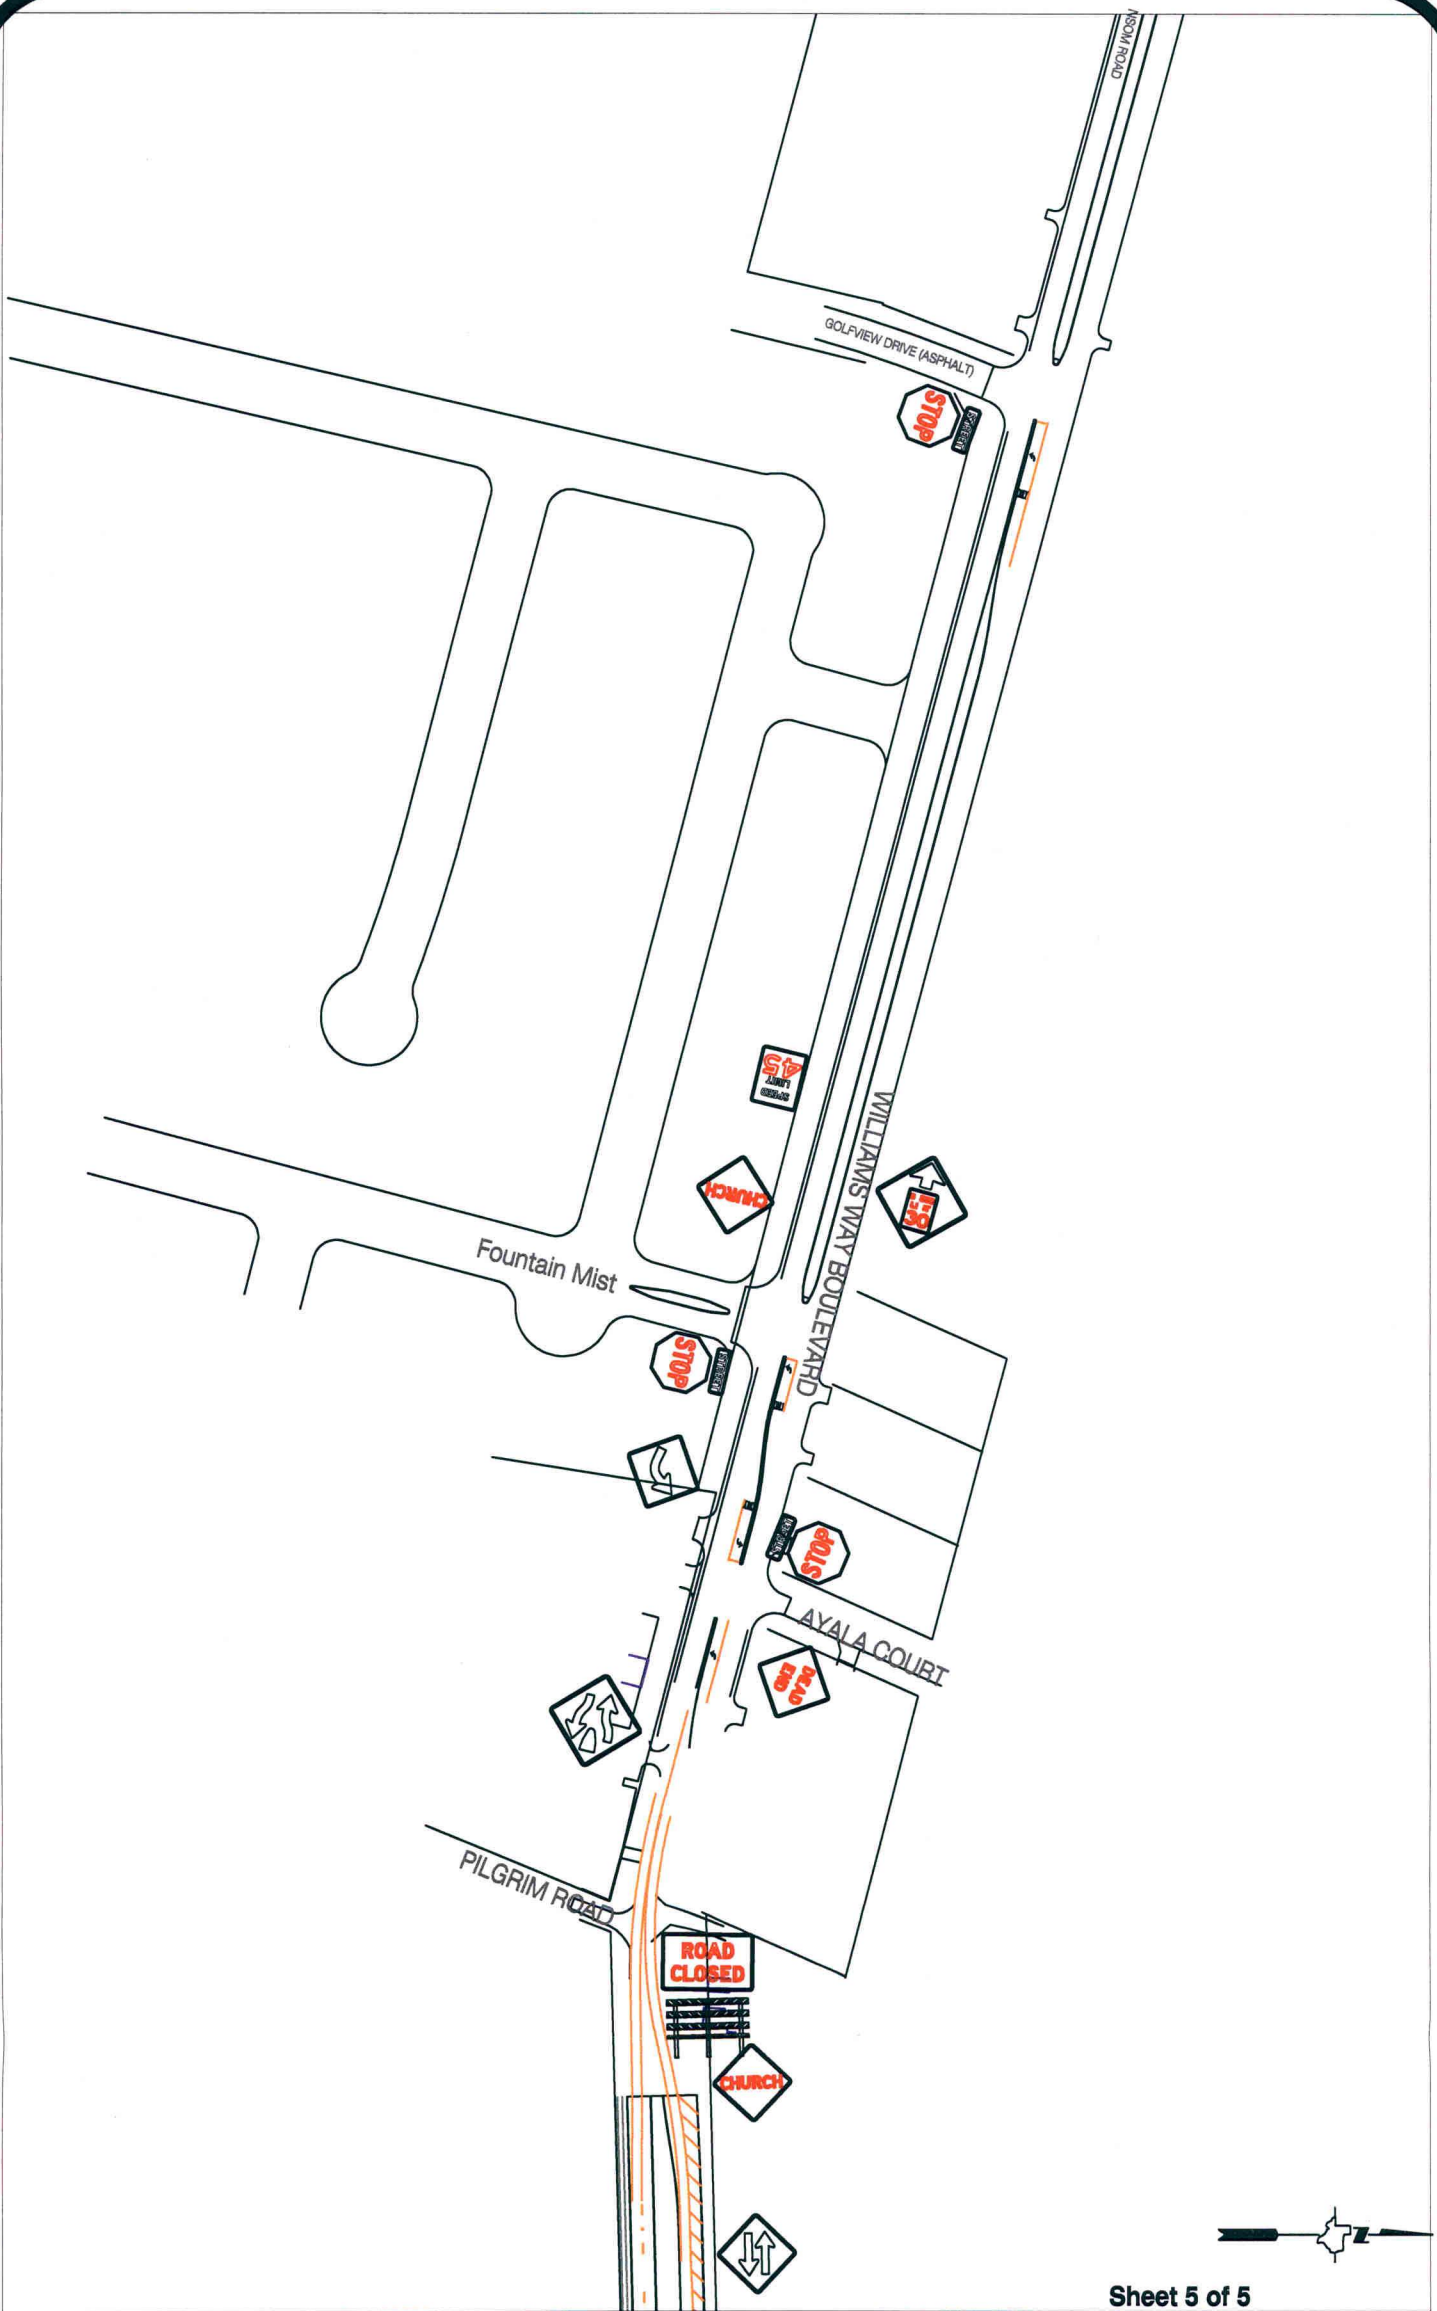 NSOM ROAD
GOLFVIEW DRIVE (ASPHALT)
STOP
SPEED
LIMIT
45
CHURCH
WILLIAMS WAY BOULEVARD
Fountain Mist
STOP
STOP
AYALA COURT
DEAD
END
PILGRIM ROAD
ROAD
CLOSED
CHURCH
Z
Sheet 5 of 5